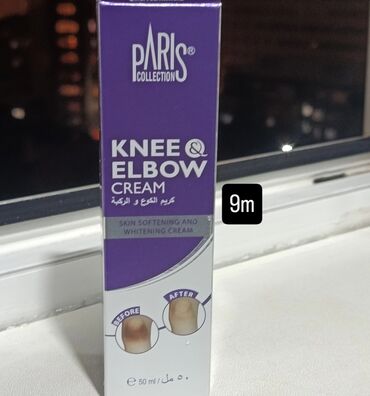 PARIS®
COLLECTION
KNEE &
ELBOW
CREAM
كريم الكوع و الركبة
SKIN SOFTENING AND
WHITENING CREAM
9m
BEFORE
AFTER
℮ 50 ml / ٥٠ مل